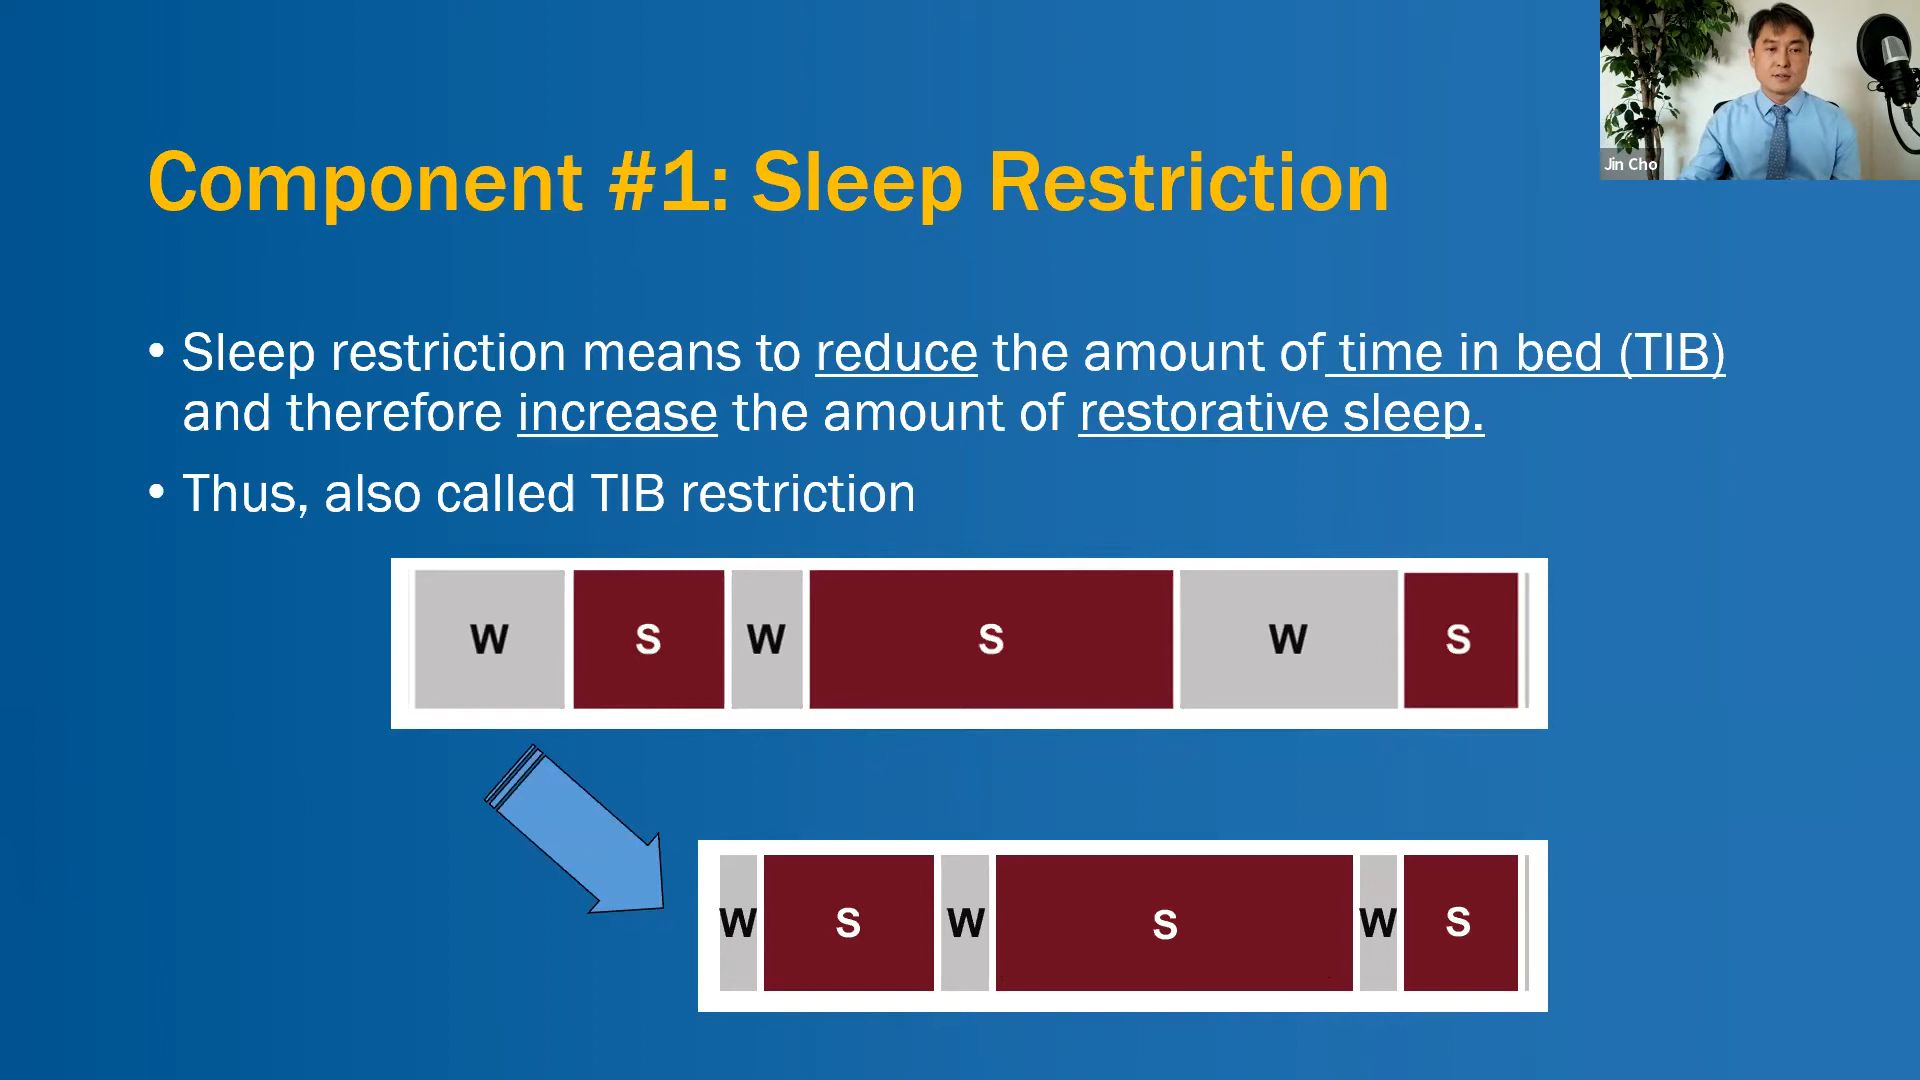 Jin Cho
Component #1: Sleep Restriction
• Sleep restriction means to reduce the amount of time in bed (TIB)
and therefore increase the amount of restorative sleep.
• Thus, also called TIB restriction
W S W S W S
W S W S W S